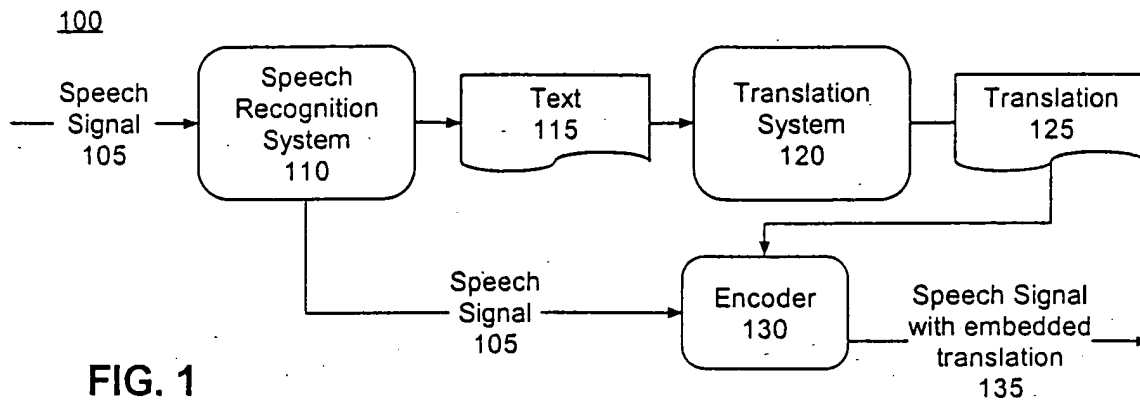 100
Speech
Signal
105
Speech
Recognition
System
110
Text
115
Translation
System
120
Translation
125
Speech
Signal
105
Encoder
130
Speech Signal
with embedded
translation
135
FIG. 1